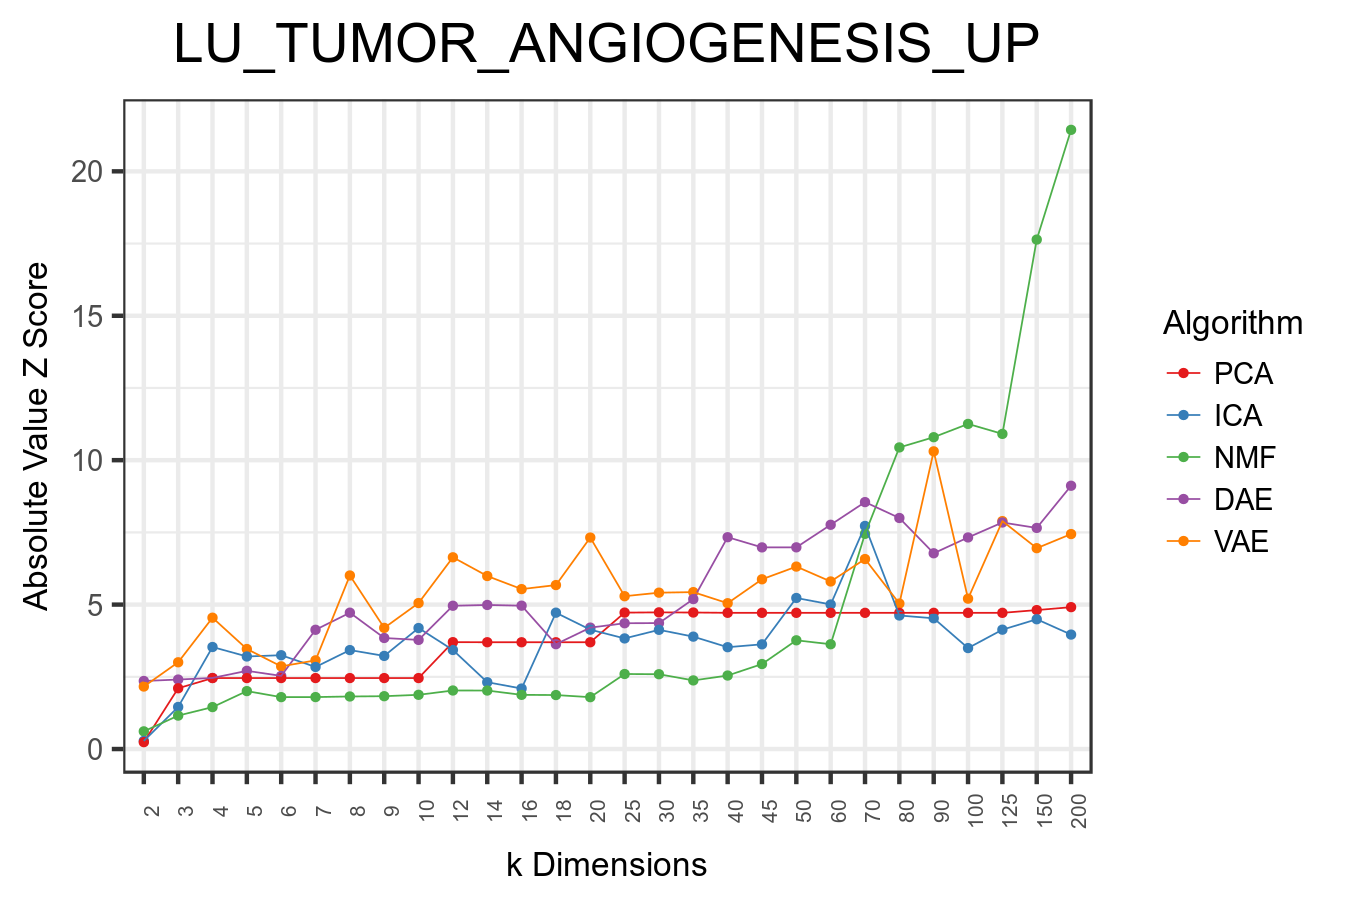 LU_TUMOR_ANGIOGENESIS_UP
Absolute Value Z Score
20
15
10
5
0
2 3 4 5 6 7 8 9 10 12 14 16 18 20 25 30 35 40 45 50 60 70 80 90 100 125 150 200
k Dimensions
Algorithm
PCA
ICA
NMF
DAE
VAE